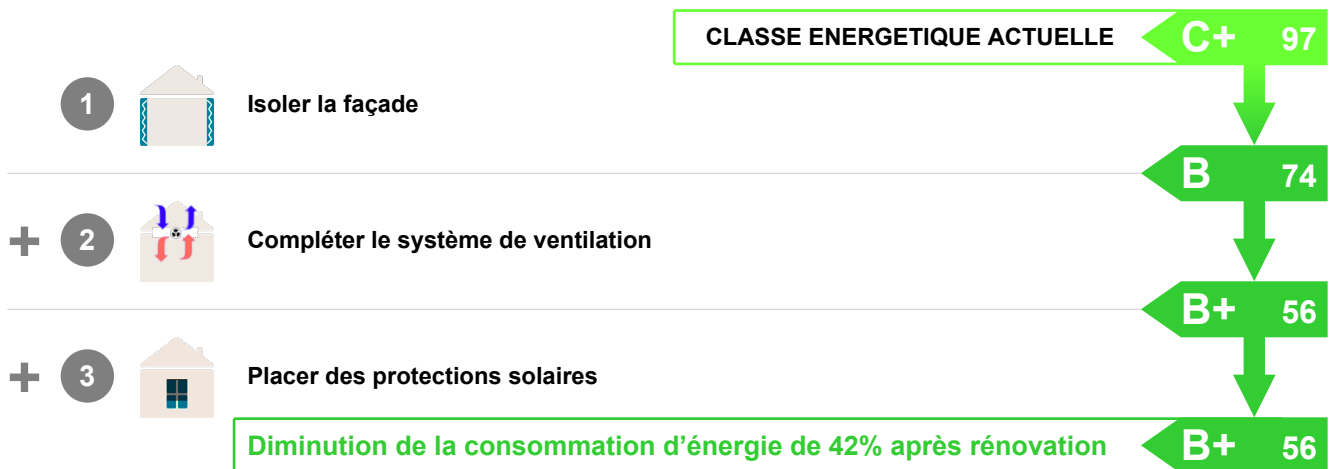 CLASSE ENERGETIQUE ACTUELLE C+ 97
1 Isoler la façade
B 74
+ 2 Compléter le système de ventilation
B+ 56
+ 3 Placer des protections solaires
Diminution de la consommation d’énergie de 42% après rénovation B+ 56